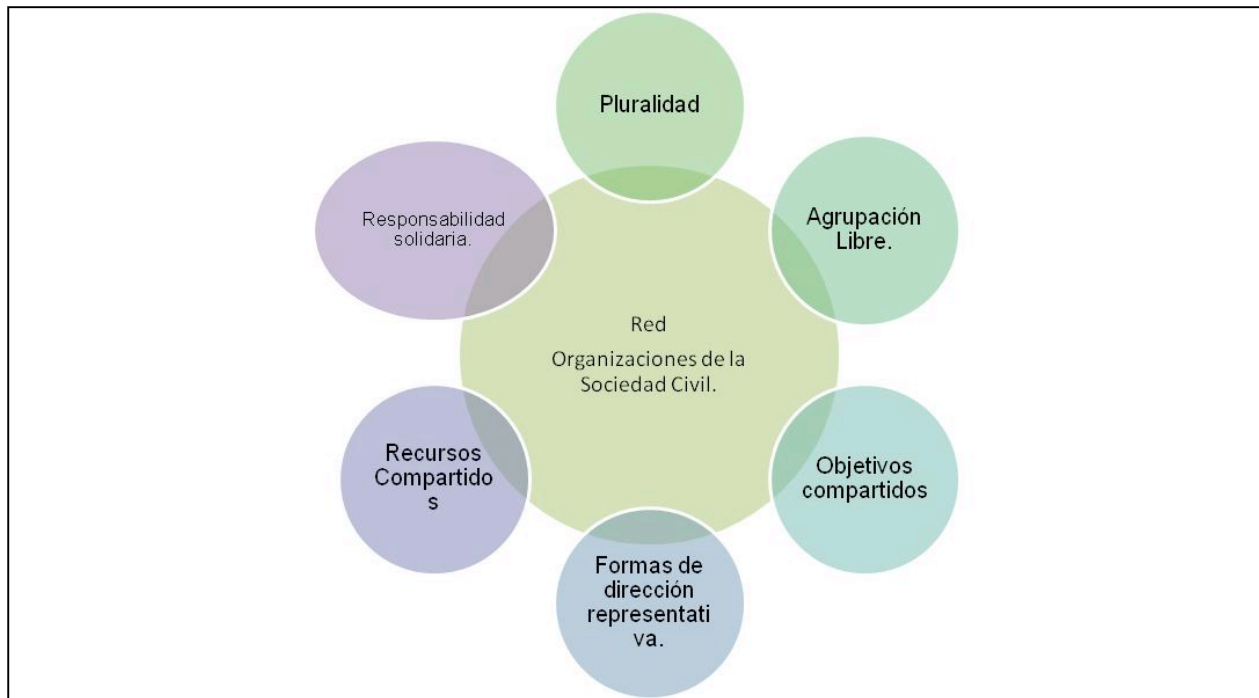 Pluralidad
Agrupación
Libre.
Objetivos
compartidos
Formas de
dirección
representati
va.
Recursos
Compartido
s
Responsabilidad
solidaria.
Red
Organizaciones de la
Sociedad Civil.